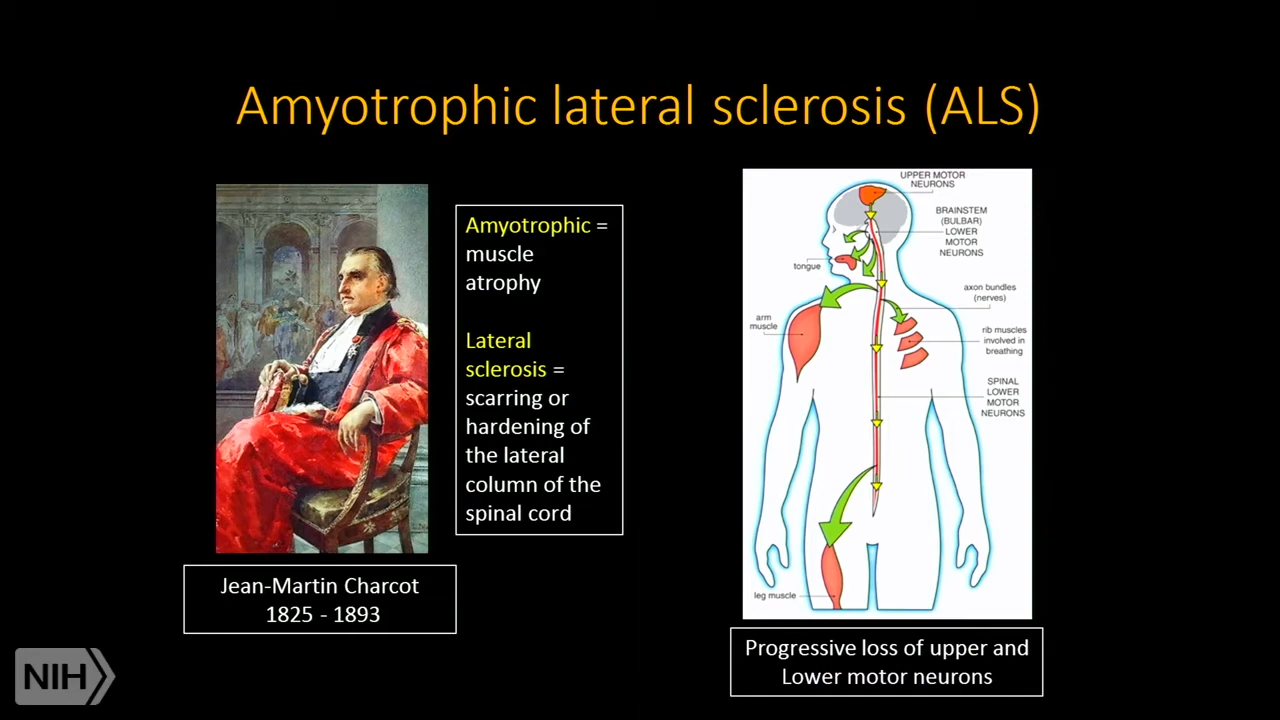 Amyotrophic lateral sclerosis (ALS)
Amyotrophic =
muscle
atrophy
Lateral
sclerosis =
scarring or
hardening of
the lateral
column of the
spinal cord
Jean-Martin Charcot
1825 - 1893
UPPER MOTOR
NEURONS
BRAINSTEM
(BULBAR)
LOWER
MOTOR
NEURONS
tongue
axon bundles
(nerves)
arm
muscle
rib muscles
involved in
breathing
SPINAL
LOWER
MOTOR
NEURONS
leg muscle
Progressive loss of upper and
Lower motor neurons
NIH